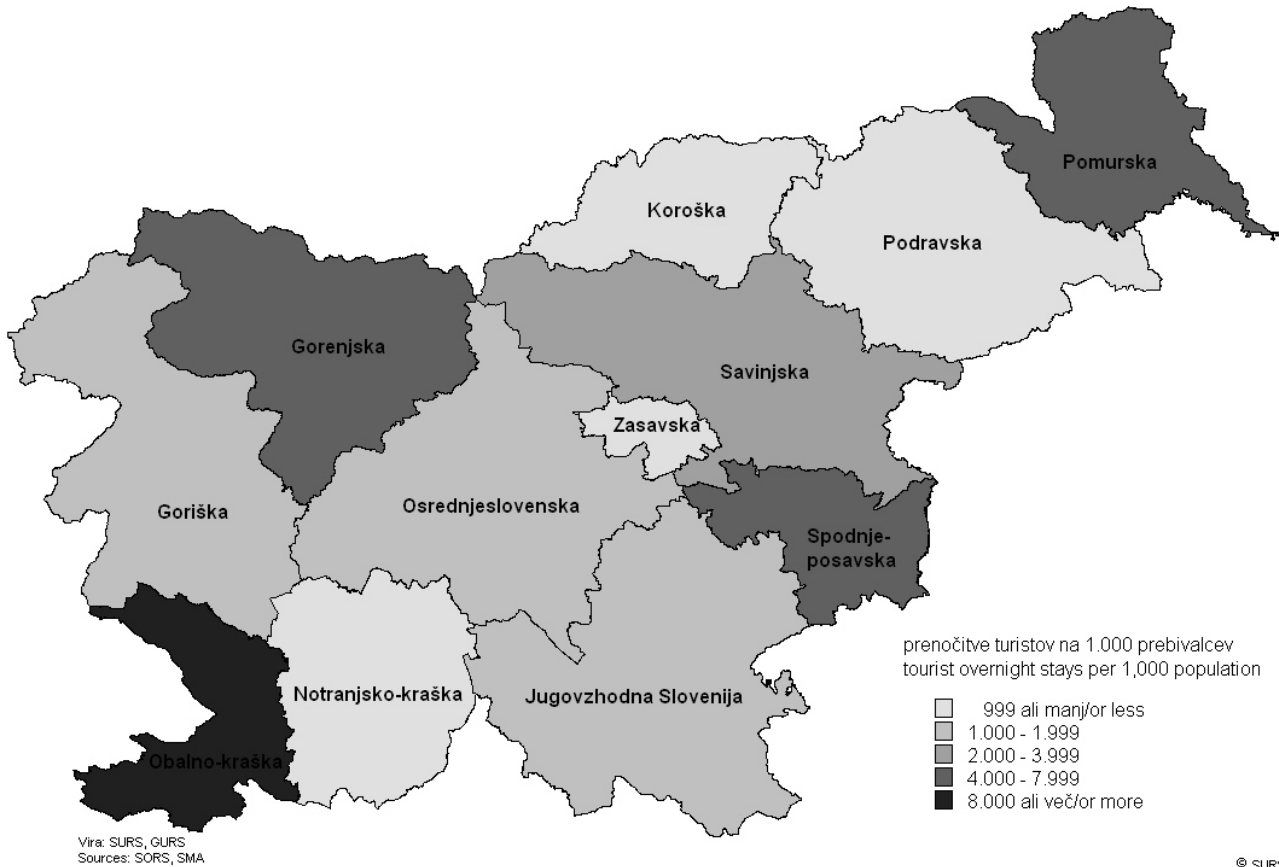 Pomurska
Koroška
Podravska
Gorenjska
Savinjska
Zasavska
Goriška
Osrednjeslovenska
Spodnje-
posavska
Notranjsko-kraška
Jugovzhodna Slovenija
Obalno-kraška
prenočitve turistov na 1.000 prebivalcev
tourist overnight stays per 1,000 population
999 ali manj/or less
1.000 - 1.999
2.000 - 3.999
4.000 - 7.999
8.000 ali več/or more
Vira: SURS, GURS
Sources: SORS, SMA
© SURS